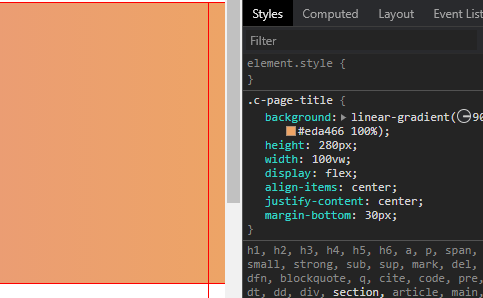 Styles Computed Layout Event List
Filter
element.style {
}
.c-page-title {
background: linear-gradient( 90
#eda466 100%);
height: 280px;
width: 100vw;
display: flex;
align-items: center;
justify-content: center;
margin-bottom: 30px;
}
h1, h2, h3, h4, h5, h6, a, p, span,
small, strong, sub, sup, mark, del,
dfn, blockquote, q, cite, code, pre,
dt, dd, div, section, article, main,